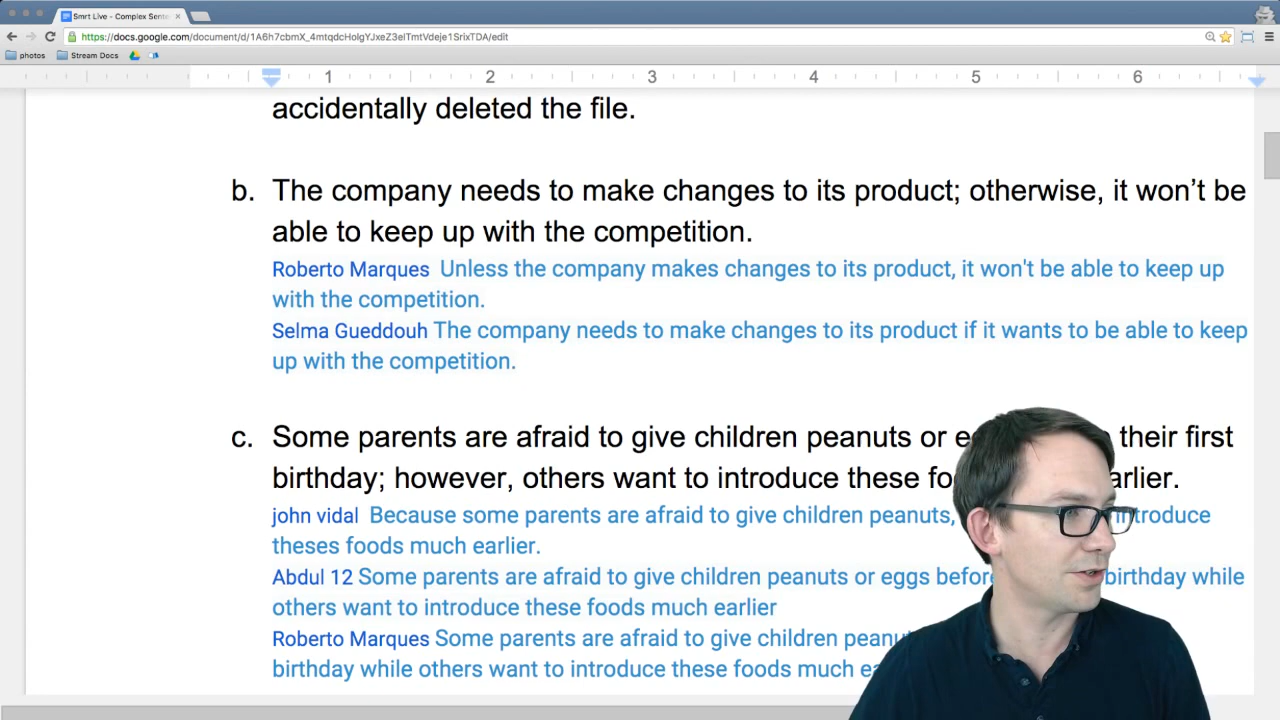 Smrt Live - Complex Sente
https://docs.google.com/document/d/1A6h7cbmX_4mtqdcHolgYJxeZ3elTmtVdeje1SrixTDA/edit
photos Stream Docs
1 2 3 4 5 6
accidentally deleted the file.
b. The company needs to make changes to its product; otherwise, it won’t be
able to keep up with the competition.
Roberto Marques Unless the company makes changes to its product, it won't be able to keep up
with the competition.
Selma Gueddouh The company needs to make changes to its product if it wants to be able to keep
up with the competition.
c. Some parents are afraid to give children peanuts or their first
birthday; however, others want to introduce these
john vidal Because some parents are afraid to give children peanuts, introduce
theses foods much earlier.
Abdul 12 Some parents are afraid to give children peanuts or eggs before birthday while
others want to introduce these foods much earlier
Roberto Marques Some parents are afraid to give children
birthday while others want to introduce these foods much